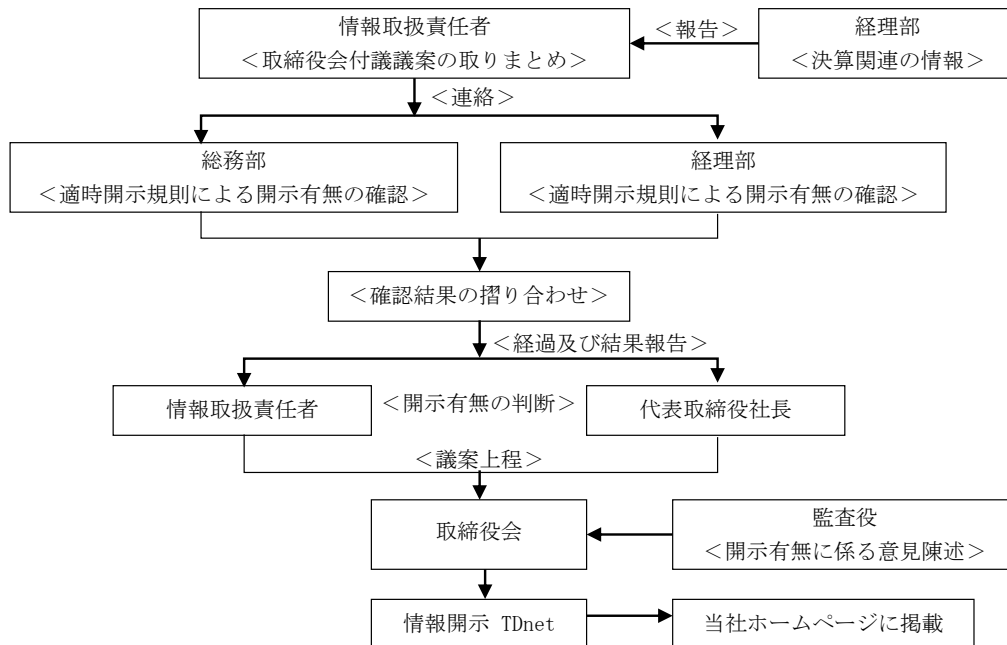 情報取扱責任者
＜取締役会付議議案の取りまとめ＞
＜報告＞
経理部
＜決算関連の情報＞
＜連絡＞
総務部
＜適時開示規則による開示有無の確認＞
経理部
＜適時開示規則による開示有無の確認＞
＜確認結果の摺り合わせ＞
＜経過及び結果報告＞
情報取扱責任者
＜開示有無の判断＞
代表取締役社長
＜議案上程＞
取締役会
監査役
＜開示有無に係る意見陳述＞
情報開示 TDnet
当社ホームページに掲載